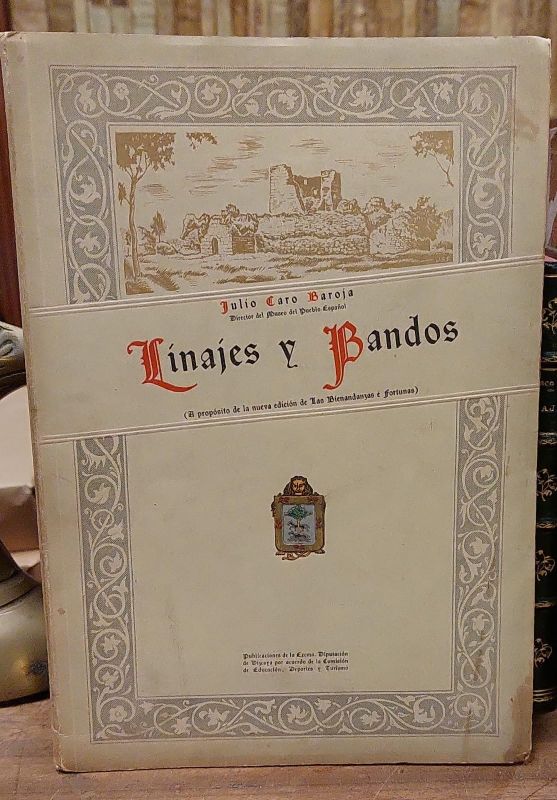 Julio Caro Baroja
Director del Museo del Pueblo Español
Linajes y Bandos
(A propósito de la nueva edición de Las Bienandanzas e Fortunas)
Publicaciones de la Excma. Diputación
de Vizcaya por acuerdo de la Comisión
de Educación, Deportes y Turismo